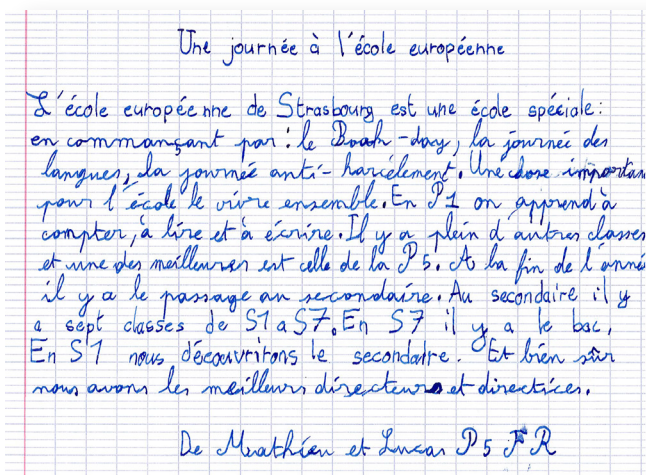 Une journée à l'école européenne
L'école européenne de Strasbourg est une école spéciale :
en commançant par : le Book-day, la journée des
langues, la journée anti-harcélement. Une chose importan
pour l'école le vivre ensemble. En P1 on apprend à
compter, à lire et à écrire. Il y a plein d'autres classes
et une des meilleures est celle de la P5. A la fin de l'anné
il y a le passage au secondaire. Au secondaire il y
a sept classes de S1 a S7. En S7 il y a le bac,
En S1 nous découvrirons le secondaire. Et bien sûr
nous avons les meilleurs directeurs et directices.
De Mathieu et Lucas P5 FR